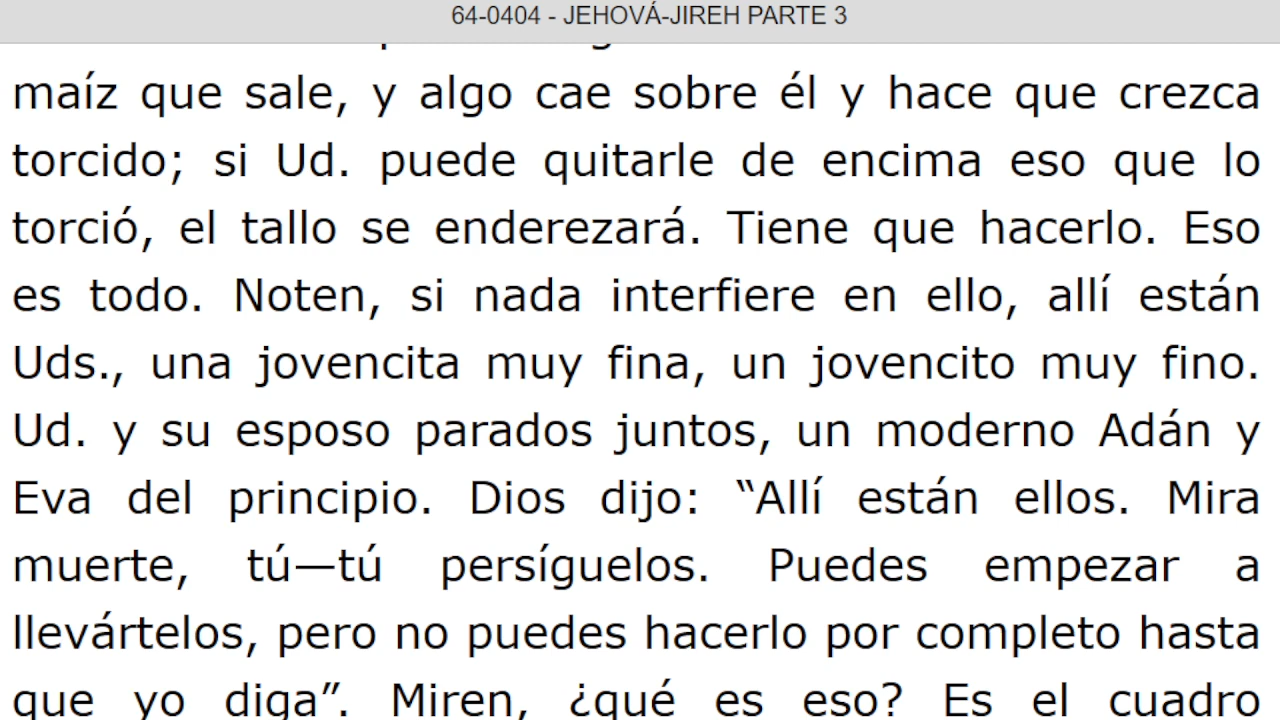 64-0404 - JEHOVÁ-JIREH PARTE 3
maíz que sale, y algo cae sobre él y hace que crezca
torcido; si Ud. puede quitarle de encima eso que lo
torció, el tallo se enderezará. Tiene que hacerlo. Eso
es todo. Noten, si nada interfiere en ello, allí están
Uds., una jovencita muy fina, un jovencito muy fino.
Ud. y su esposo parados juntos, un moderno Adán y
Eva del principio. Dios dijo: “Allí están ellos. Mira
muerte, tú—tú persíguelos. Puedes empezar a
llevártelos, pero no puedes hacerlo por completo hasta
que yo diga”. Miren, ¿qué es eso? Es el cuadro